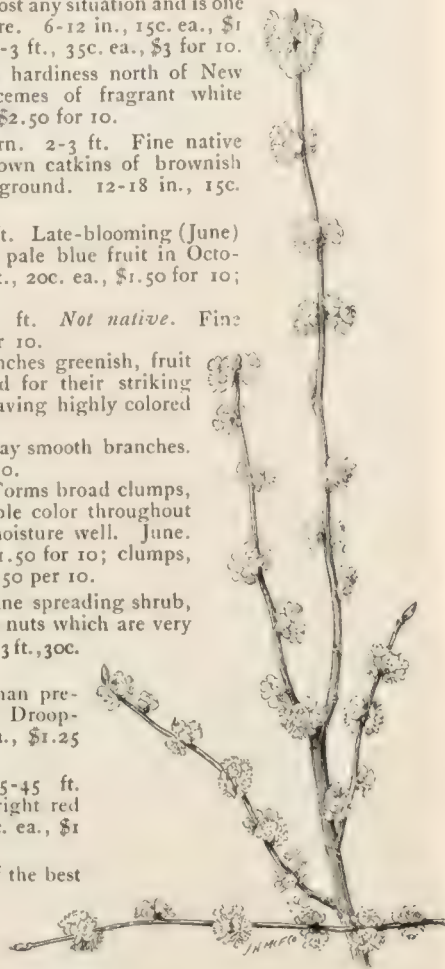 ost any situation and is one
re. 6-12 in., 15c. ea., $1
-3 ft., 35c. ea., $3 for 10.
hardiness north of New
cemes of fragrant white
$2.50 for 10.
rn. 2-3 ft. Fine native
own catkins of brownish
ground. 12-18 in., 15c.
t. Late-blooming (June)
pale blue fruit in Octo-
t., 20c. ea., $1.50 for 10;
ft. Not native. Fine
r 10.
nches greenish, fruit
d for their striking
aving highly colored
ay smooth branches.
o.
Forms broad clumps,
ole color throughout
moisture well. June.
1.50 for 10; clumps,
50 per 10.
ne spreading shrub,
nuts which are very
3 ft., 30c.
nan pre-
Droop-
a., $1.25
5-45 ft.
right red
c. ea., $1
f the best
J.H.McF.Co